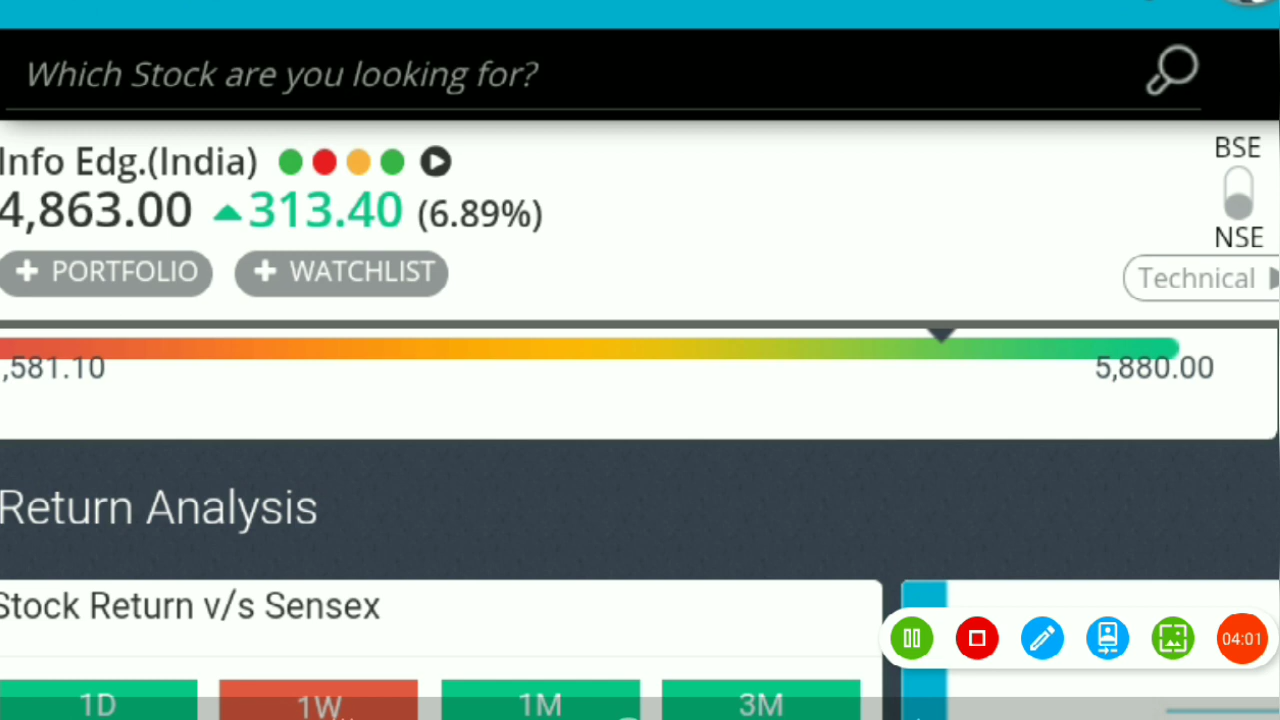 Which Stock are you looking for?
Info Edg.(India)
BSE
4,863.00 313.40 (6.89%)
NSE
+ PORTFOLIO + WATCHLIST
Technical
,581.10
5,880.00
Return Analysis
Stock Return v/s Sensex
04:01
1D 1W 1M 3M